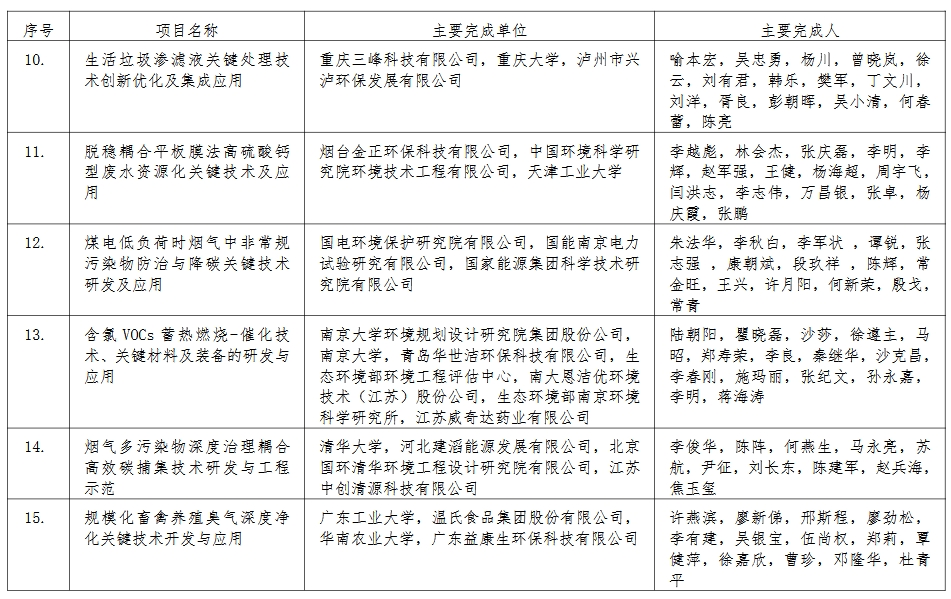 序号 项目名称 主要完成单位 主要完成人
10. 生活垃圾渗滤液关键处理技 重庆三峰科技有限公司，重庆大学，泸州市兴 喻本宏，吴忠勇，杨川，曾晓岚，徐
术创新优化及集成应用 泸环保发展有限公司 云，刘有君，韩乐，樊军，丁文川，
刘洋，胥良，彭朝晖，吴小清，何春
蓄，陈亮
11. 脱稳耦合平板膜法高硫酸钙 烟台金正环保科技有限公司，中国环境科学研 李越彪，林会杰，张庆磊，李明，李
型废水资源化关键技术及应 究院环境技术工程有限公司，天津工业大学 辉，赵军强，王健，杨海超，周宇飞，
用 闫洪志，李志伟，万昌银，张卓，杨
庆霞，张鹏
12. 煤电低负荷时烟气中非常规 国电环境保护研究院有限公司，国能南京电力 朱法华，李秋白，李军状 ，谭锐，张
污染物防治与降碳关键技术 试验研究有限公司，国家能源集团科学技术研 志强 ，康朝斌，段玖祥 ，陈辉，常
研发及应用 究院有限公司 金旺，王兴，许月阳，何新荣，殷戈，
常青
13. 含氯 VOCs 蓄热燃烧-催化技 南京大学环境规划设计研究院集团股份公司， 陆朝阳，瞿晓磊，沙莎，徐遵主，马
术、关键材料及装备的研发与 南京大学，青岛华世洁环保科技有限公司，生 昭，郑寿荣，李良，秦继华，沙克昌，
应用 态环境部环境工程评估中心，南大恩洁优环境 李春刚，施玛丽，张纪文，孙永嘉，
技术（江苏）股份公司，生态环境部南京环境 李明，蒋海涛
科学研究所，江苏威奇达药业有限公司
14. 烟气多污染物深度治理耦合 清华大学，河北建滔能源发展有限公司，北京 李俊华，陈阵，何燕生，马永亮，苏
高效碳捕集技术研发与工程 国环清华环境工程设计研究院有限公司，江苏 航，尹征，刘长东，陈建军，赵兵海，
示范 中创清源科技有限公司 焦玉玺
15. 规模化畜禽养殖臭气深度净 广东工业大学，温氏食品集团股份有限公司， 许燕滨，廖新俤，邢斯程，廖劲松，
化关键技术开发与应用 华南农业大学，广东益康生环保科技有限公司 李有建，吴银宝，伍尚权，郑莉，覃
健萍，徐嘉欣，曹珍，邓隆华，杜青
平